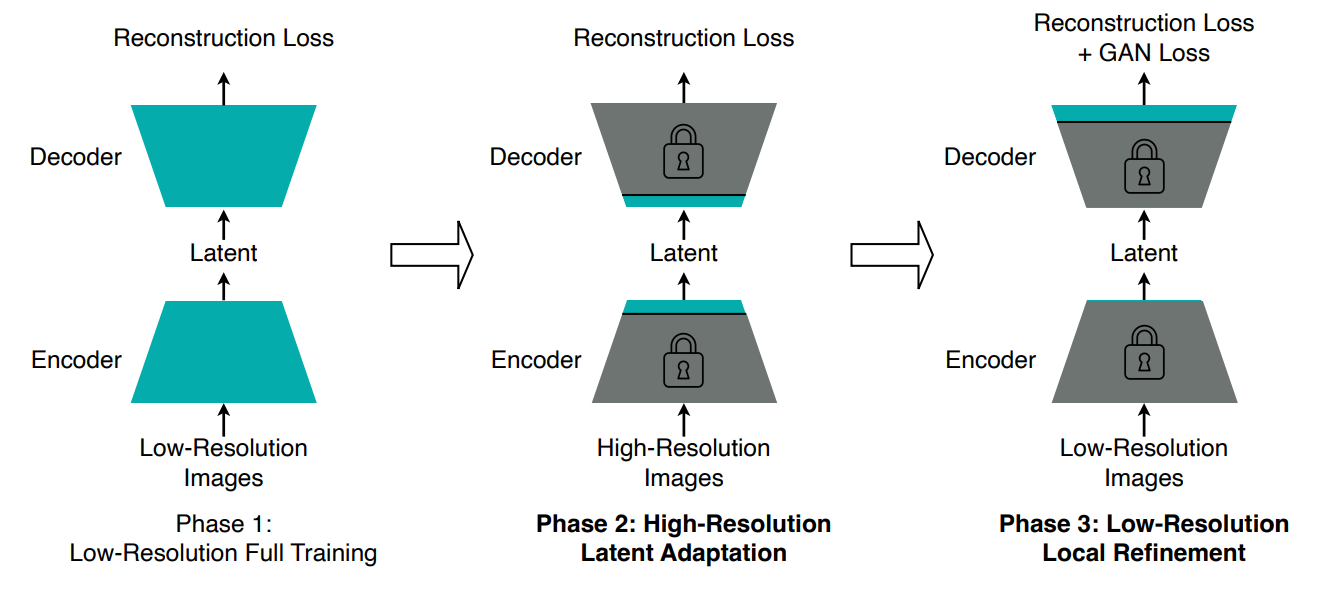 Reconstruction Loss
Decoder
Latent
Encoder
Low-Resolution
Images
Phase 1:
Low-Resolution Full Training
Reconstruction Loss
Decoder
Latent
Encoder
High-Resolution
Images
Phase 2: High-Resolution
Latent Adaptation
Reconstruction Loss
+ GAN Loss
Decoder
Latent
Encoder
Low-Resolution
Images
Phase 3: Low-Resolution
Local Refinement